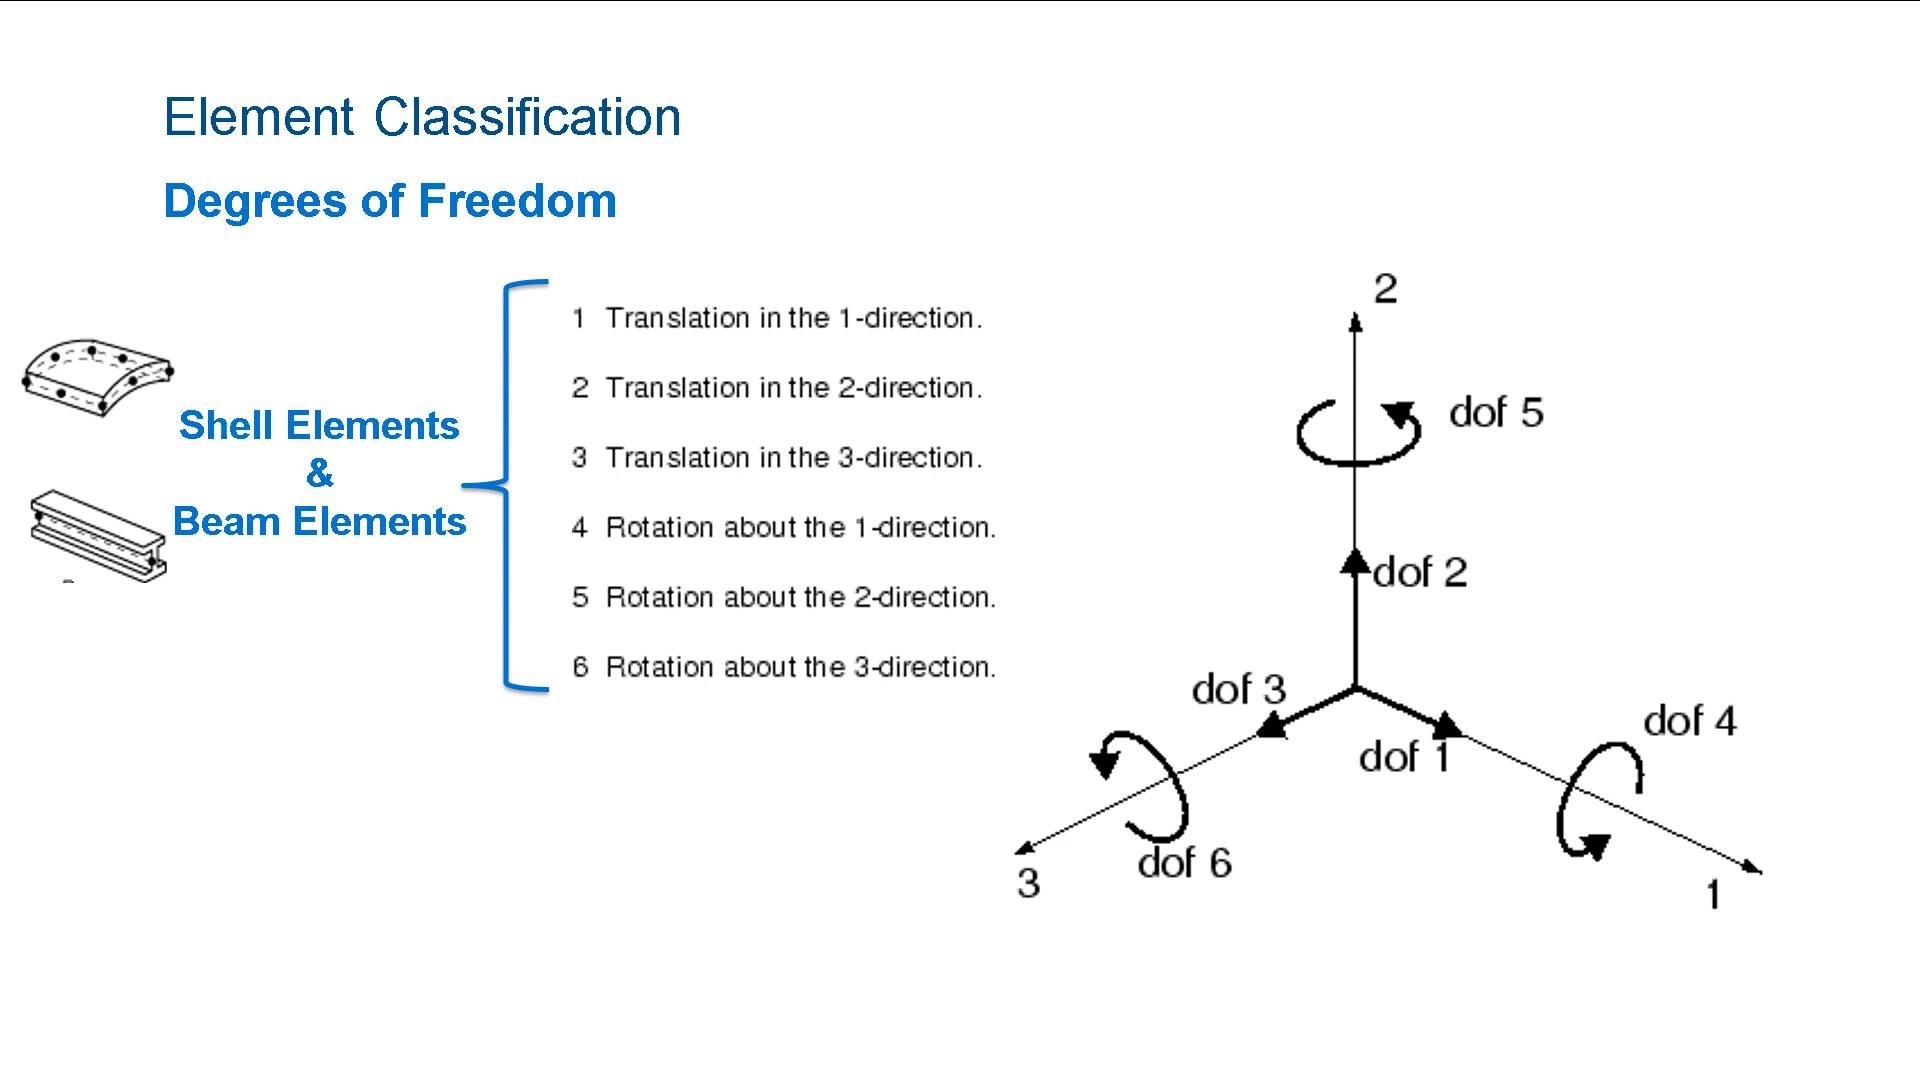 Element Classification
Degrees of Freedom
Shell Elements
&
Beam Elements
1 Translation in the 1-direction.
2 Translation in the 2-direction.
3 Translation in the 3-direction.
4 Rotation about the 1-direction.
5 Rotation about the 2-direction.
6 Rotation about the 3-direction.
2
dof 5
dof 2
dof 3
dof 1
dof 4
dof 6
3
1